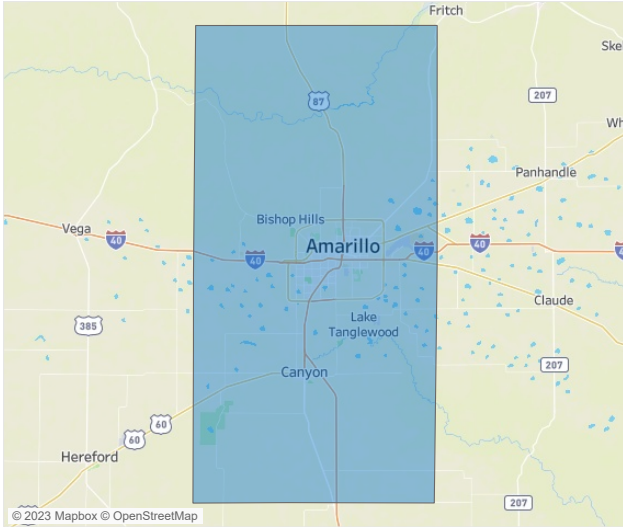 Fritch
Ske
87
207
Wh
Panhandle
Bishop Hills
Vega
40
Amarillo
40
40
40
4
Claude
385
Lake
Tanglewood
207
Canyon
60
60
Hereford
207
© 2023 Mapbox © OpenStreetMap